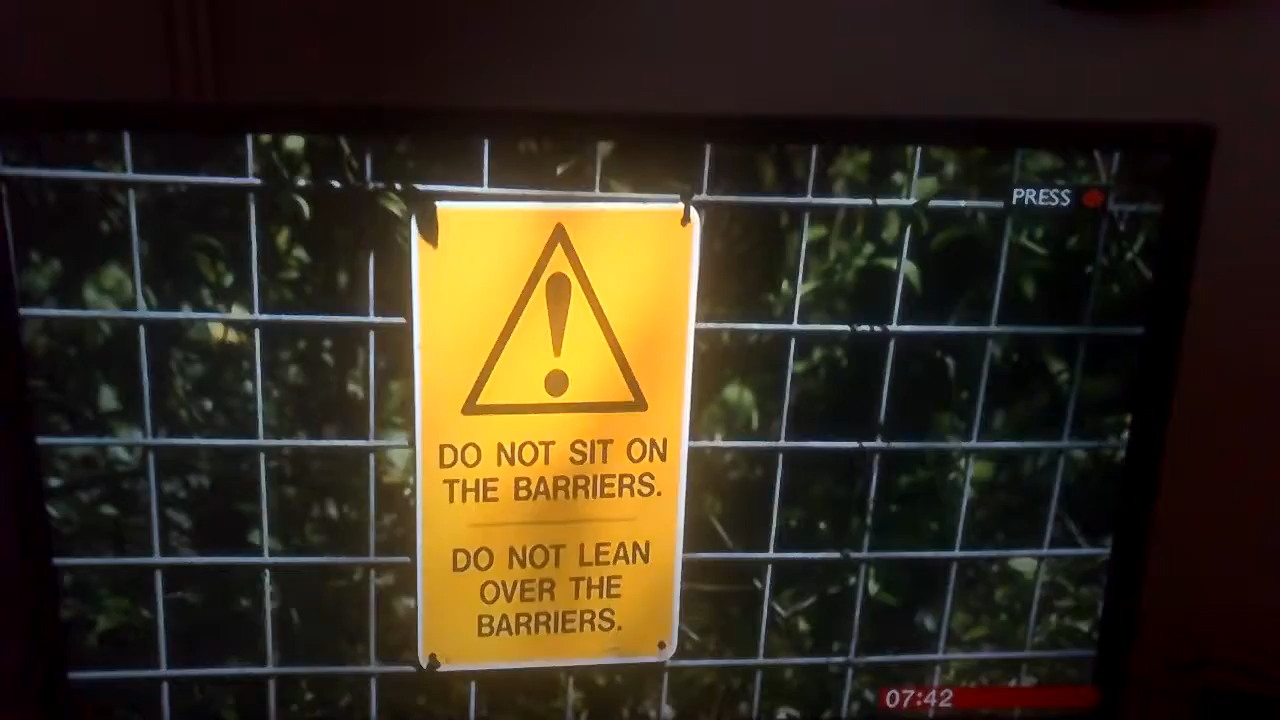 PRESS
DO NOT SIT ON
THE BARRIERS.
DO NOT LEAN
OVER THE
BARRIERS.
07:42